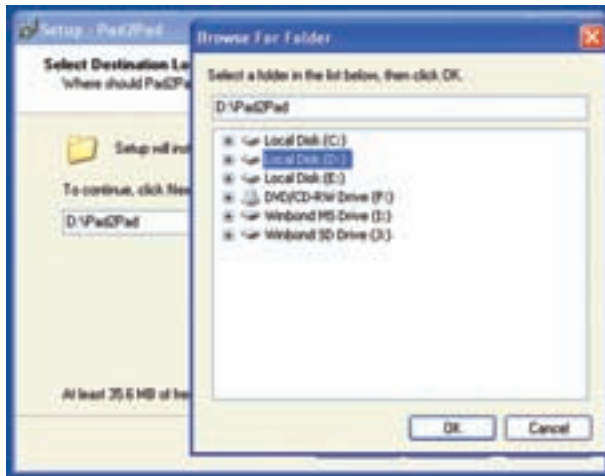 Setup - Pad2Pad
Select Destination Lo
Where should Pad2Pa
Setup will inst
To continue, click Nex
D:\Pad2Pad
At least 35.6 MB of fre
Browse For Folder
Select a folder in the list below, then click OK.
D:\Pad2Pad
Local Disk (C:)
Local Disk (D:)
Local Disk (E:)
DVD/CD-RW Drive (F:)
Winbond MS Drive (I:)
Winbond SD Drive (J:)
OK
Cancel